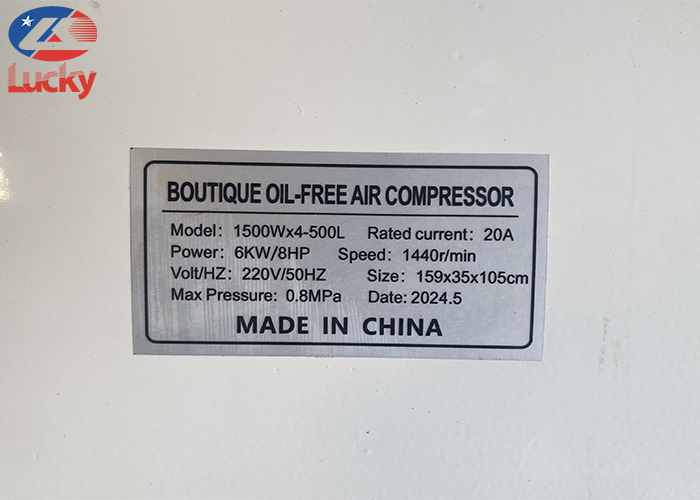 Lucky
BOUTIQUE OIL-FREE AIR COMPRESSOR
Model: 1500Wx4-500L Rated current: 20A
Power: 6KW/8HP Speed: 1440r/min
Volt/HZ: 220V/50HZ Size: 159x35x105cm
Max Pressure: 0.8MPa Date: 2024.5
MADE IN CHINA